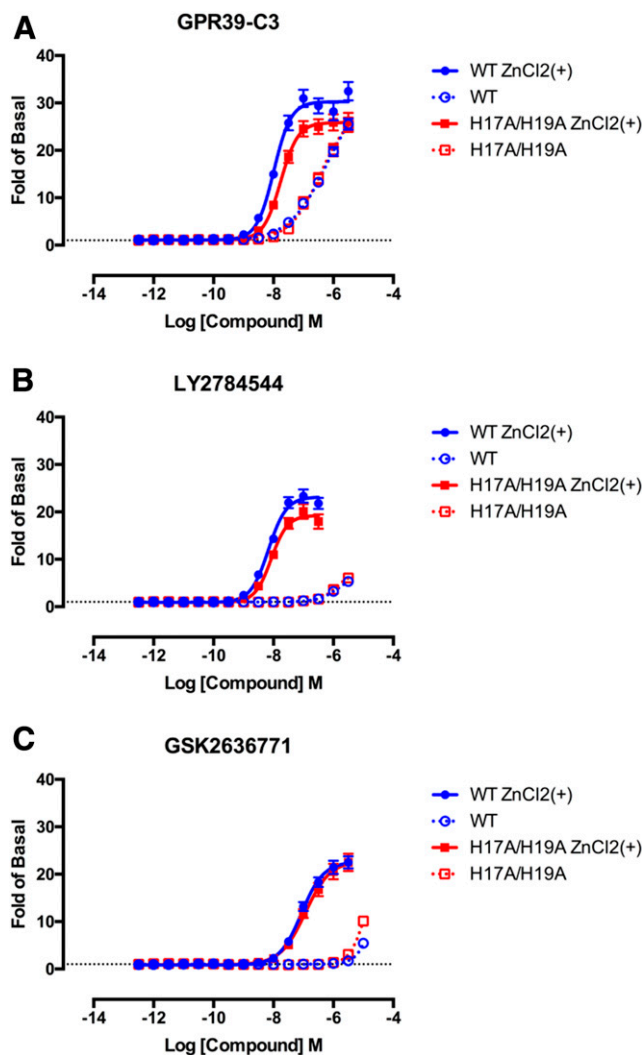 A
GPR39-C3
Fold of Basal
40
30
20
10
0
-14 -12 -10 -8 -6 -4
Log [Compound] M
WT ZnCl2(+)
WT
H17A/H19A ZnCl2(+)
H17A/H19A
B
LY2784544
Fold of Basal
40
30
20
10
0
-14 -12 -10 -8 -6 -4
Log [Compound] M
WT ZnCl2(+)
WT
H17A/H19A ZnCl2(+)
H17A/H19A
C
GSK2636771
Fold of Basal
40
30
20
10
0
-14 -12 -10 -8 -6 -4
Log [Compound] M
WT ZnCl2(+)
WT
H17A/H19A ZnCl2(+)
H17A/H19A